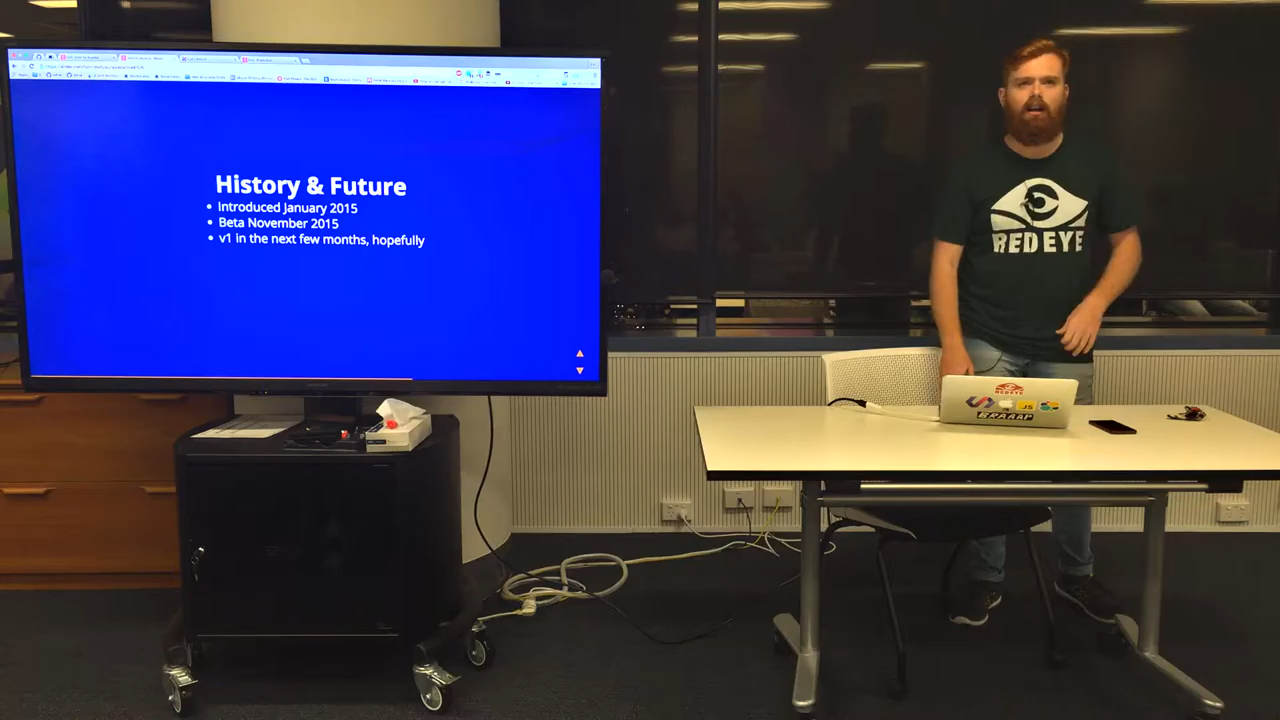 History & Future
Introduced January 2015
Beta November 2015
v1 in the next few months, hopefully
RED EYE
REDEYE
JS
BRAAAP